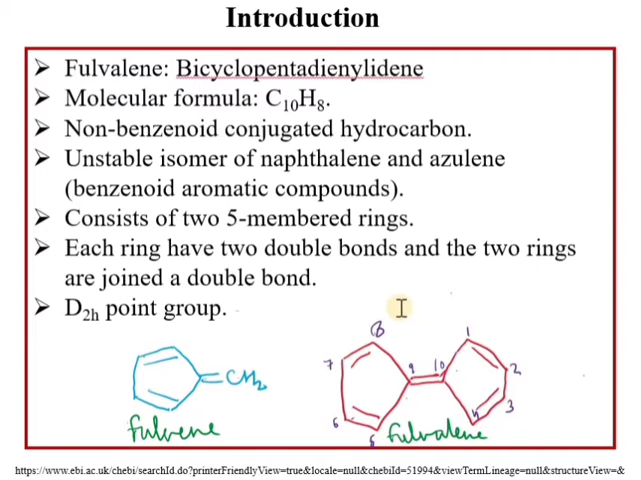 Introduction
➤ Fulvalene: Bicyclopentadienylidene
➤ Molecular formula: C₁₀H₈.
➤ Non-benzenoid conjugated hydrocarbon.
➤ Unstable isomer of naphthalene and azulene
(benzenoid aromatic compounds).
➤ Consists of two 5-membered rings.
➤ Each ring have two double bonds and the two rings
are joined a double bond.
➤ D₂ₕ point group.
8 1
7 9 10 2
=CH₂
6 3
5 4
fulvene fulvalene
https://www.ebi.ac.uk/chebi/searchId.do?printerFriendlyView=true&locale=null&chebiId=51994&viewTermLineage=null&structureView=&